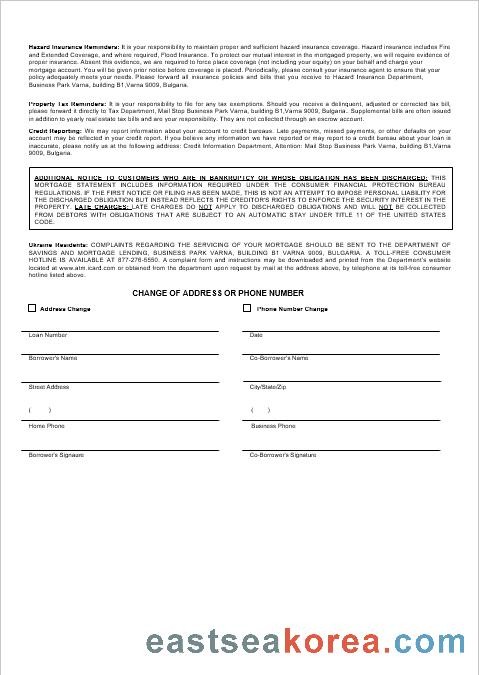 Hazard Insurance Reminders: It is your responsibility to maintain proper and sufficient hazard insurance coverage. Hazard insurance includes Fire
and Extended Coverage, and where required, Flood Insurance. To protect our mutual interest in the mortgaged property, we will require evidence of
proper insurance. Absent this evidence, we are required to force place coverage (not including your equity) on your behalf and charge your
mortgage account. You will be given prior notice before coverage is placed. Periodically, please consult your insurance agent to ensure that your
policy adequately meets your needs. Please forward all insurance policies and bills that you receive to Hazard Insurance Department,
Business Park Varna, building B1,Varna 9009, Bulgana.
Property Tax Reminders: It is your responsibility to file for any tax exemptions. Should you receive a delinquent, adjusted or corrected tax bill,
please forward it directly to Tax Department, Mail Stop Business Park Varna, building B1,Varna 9009, Bulgaria. Supplemental bills are often issued
in addition to yearly real estate tax bills and are your responsibility. They are not collected through an escrow account.
Credit Reporting: We may report information about your account to credit bureaus. Late payments, missed payments, or other defaults on your
account may be reflected in your credit report. If you believe any information we have reported or may report to a credit bureau about your loan is
inaccurate, please notify us at the following address: Credit Information Department, Attention: Mail Stop Business Park Varna, building B1,Varna
9009, Bulgana.
ADDITIONAL NOTICE TO CUSTOMERS WHO ARE IN BANKRUPTCY OR WHOSE OBLIGATION HAS BEEN DISCHARGED: THIS
MORTGAGE STATEMENT INCLUDES INFORMATION REQUIRED UNDER THE CONSUMER FINANCIAL PROTECTION BUREAU
REGULATIONS. IF THE FIRST NOTICE OR FILING HAS BEEN MADE, THIS IS NOT AN ATTEMPT TO IMPOSE PERSONAL LIABILITY FOR
THE DISCHARGED OBLIGATION BUT INSTEAD REFLECTS THE CREDITOR'S RIGHTS TO ENFORCE THE SECURITY INTEREST IN THE
PROPERTY. LATE CHARGES: LATE CHARGES DO NOT APPLY TO DISCHARGED OBLIGATIONS AND WILL NOT BE COLLECTED
FROM DEBTORS WITH OBLIGATIONS THAT ARE SUBJECT TO AN AUTOMATIC STAY UNDER TITLE 11 OF THE UNITED STATES
CODE.
Ukraine Residents: COMPLAINTS REGARDING THE SERVICING OF YOUR MORTGAGE SHOULD BE SENT TO THE DEPARTMENT OF
SAVINGS AND MORTGAGE LENDING, BUSINESS PARK VARNA, BUILDING B1 VARNA 9009, BULGARIA. A TOLL-FREE CONSUMER
HOTLINE IS AVAILABLE AT 877-276-5550. A complaint form and instructions may be downloaded and printed from the Department's website
located at www.atm.icard.com or obtained from the department upon request by mail at the address above, by telephone at its toll-free consumer
hotline listed above.
CHANGE OF ADDRESS OR PHONE NUMBER
Address Change
Phone Number Change
Loan Number
Date
Borrower's Name
Co-Borrower's Name
Street Address
City/State/Zip
( )
( )
Home Phone
Business Phone
Borrower's Signaure
Co-Borrower's Signature
eastseakorea.com